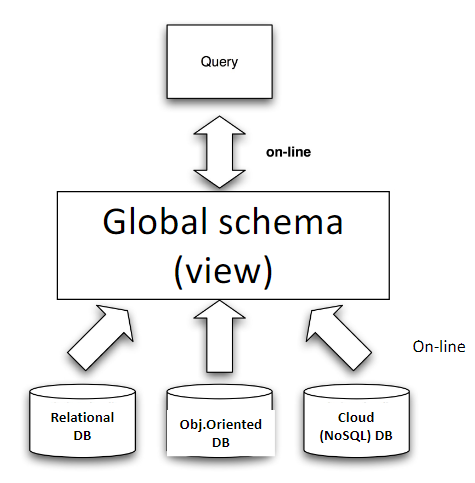 Query
on-line
Global schema
(view)
On-line
Relational
DB
Obj.Oriented
DB
Cloud
(NoSQL) DB